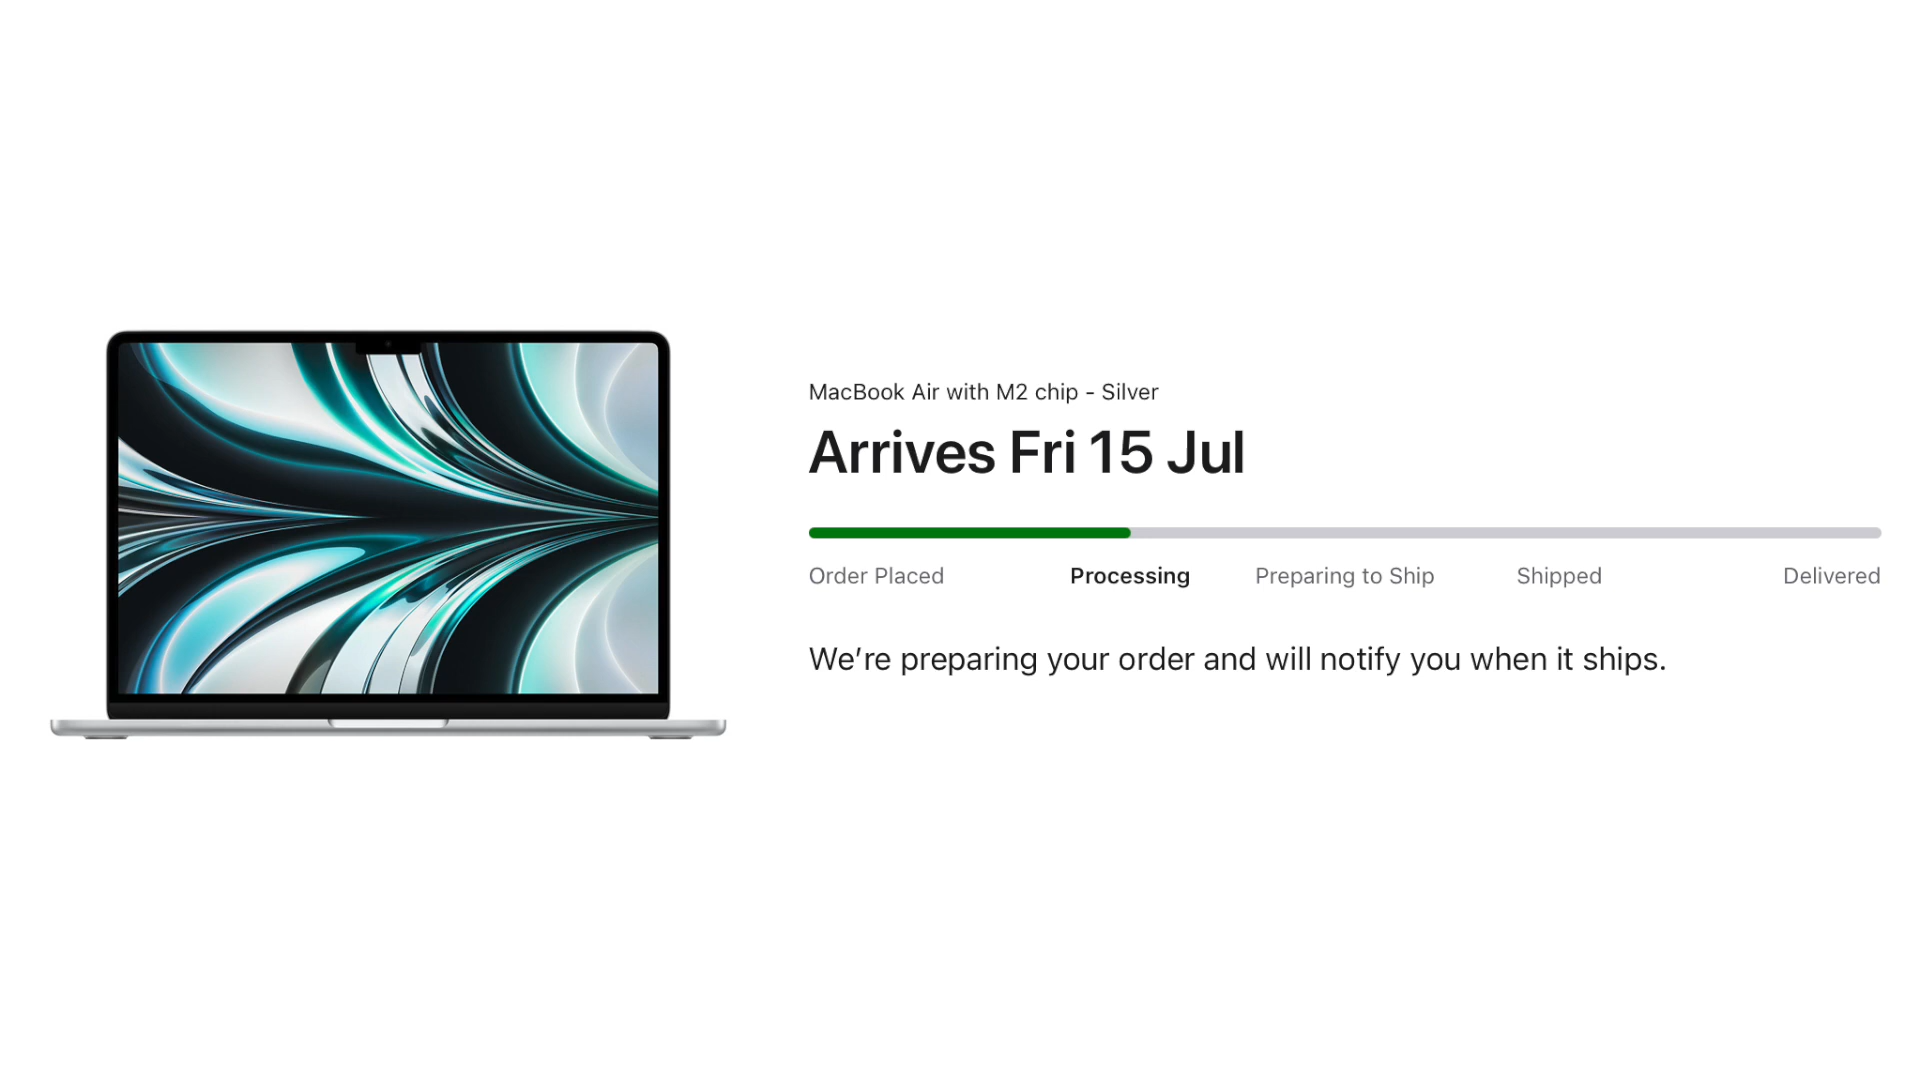 MacBook Air with M2 chip - Silver
Arrives Fri 15 Jul
Order Placed Processing Preparing to Ship Shipped Delivered
We’re preparing your order and will notify you when it ships.